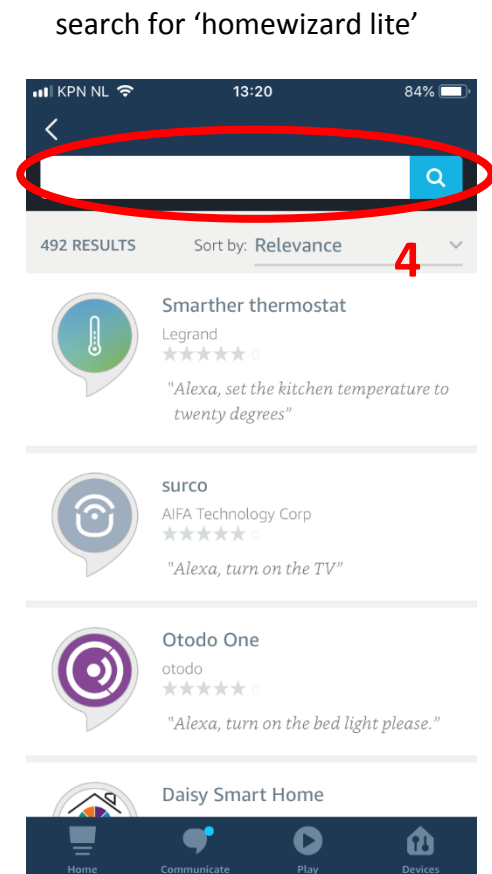 search for ‘homewizard lite’
KPN NL 13:20 84%
492 RESULTS Sort by: Relevance
4
Smarther thermostat
Legrand
0
"Alexa, set the kitchen temperature to
twenty degrees"
surco
AIFA Technology Corp
0
"Alexa, turn on the TV"
Otodo One
otodo
0
"Alexa, turn on the bed light please."
Daisy Smart Home
Home Communicate Play Devices